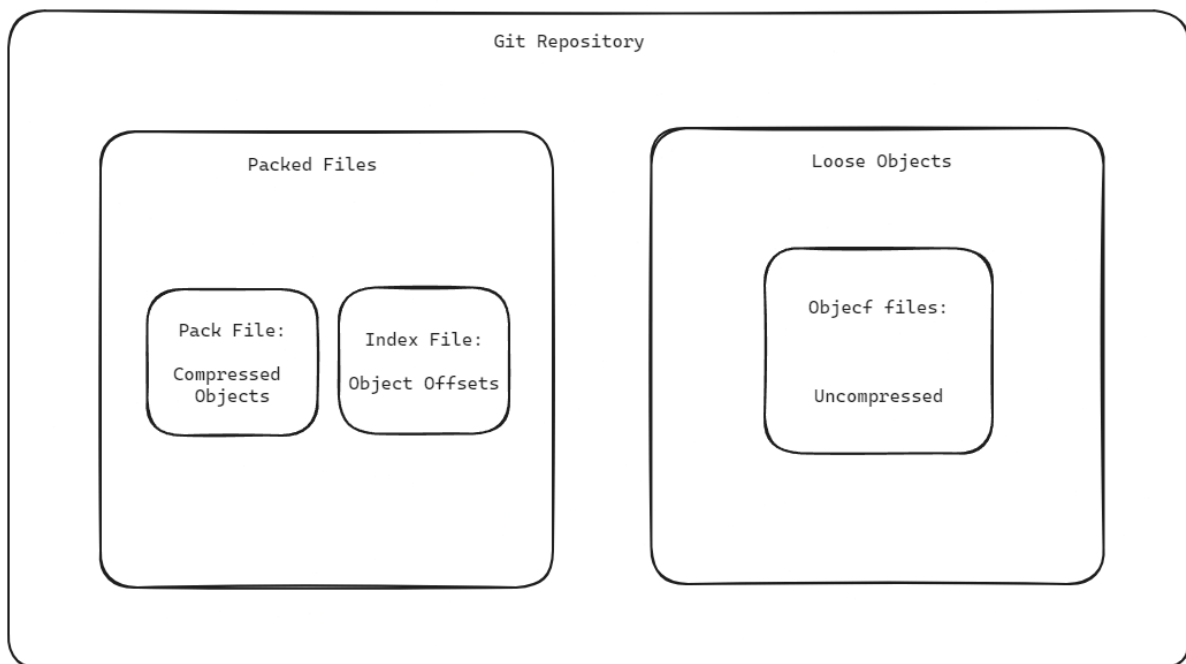 Git Repository
Packed Files
Pack File:
Compressed
Objects
Index File:
Object Offsets
Loose Objects
Objecf files:
Uncompressed